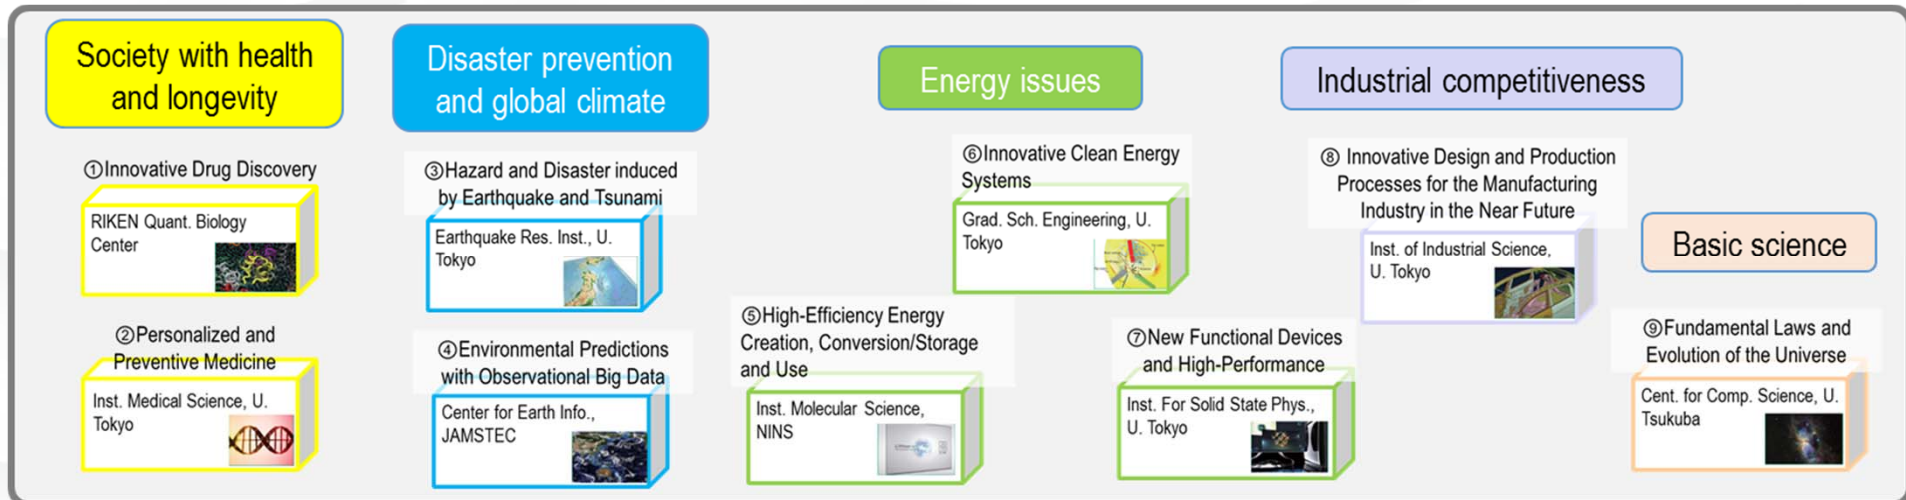 Society with health
and longevity
①Innovative Drug Discovery
RIKEN Quant. Biology
Center
②Personalized and
Preventive Medicine
Inst. Medical Science, U.
Tokyo
Disaster prevention
and global climate
③Hazard and Disaster induced
by Earthquake and Tsunami
Earthquake Res. Inst., U.
Tokyo
④Environmental Predictions
with Observational Big Data
Center for Earth Info.,
JAMSTEC
Energy issues
⑤High-Efficiency Energy
Creation, Conversion/Storage
and Use
Inst. Molecular Science,
NINS
⑥Innovative Clean Energy
Systems
Grad. Sch. Engineering, U.
Tokyo
⑦New Functional Devices
and High-Performance
Inst. For Solid State Phys.,
U. Tokyo
Industrial competitiveness
⑧ Innovative Design and Production
Processes for the Manufacturing
Industry in the Near Future
Inst. of Industrial Science,
U. Tokyo
Basic science
⑨Fundamental Laws and
Evolution of the Universe
Cent. for Comp. Science, U.
Tsukuba